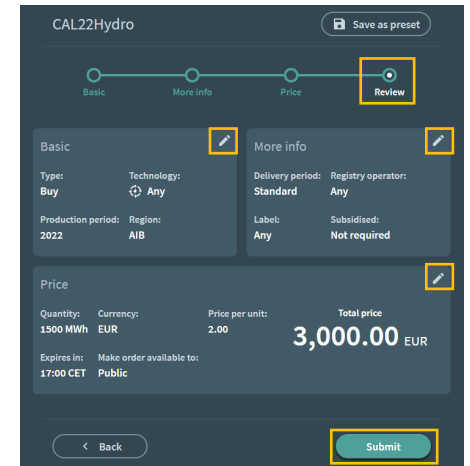 CAL22Hydro
Save as preset
Basic
More info
Price
Review
Basic
Type:
Technology:
Buy
Any
Production period:
Region:
2022
AIB
More info
Delivery period:
Registry operator:
Standard
Any
Label:
Subsidised:
Any
Not required
Price
Quantity:
Currency:
Price per unit:
Total price
1500 MWh
EUR
2.00
3,000.00 EUR
Expires in:
Make order available to:
17:00 CET
Public
Back
Submit